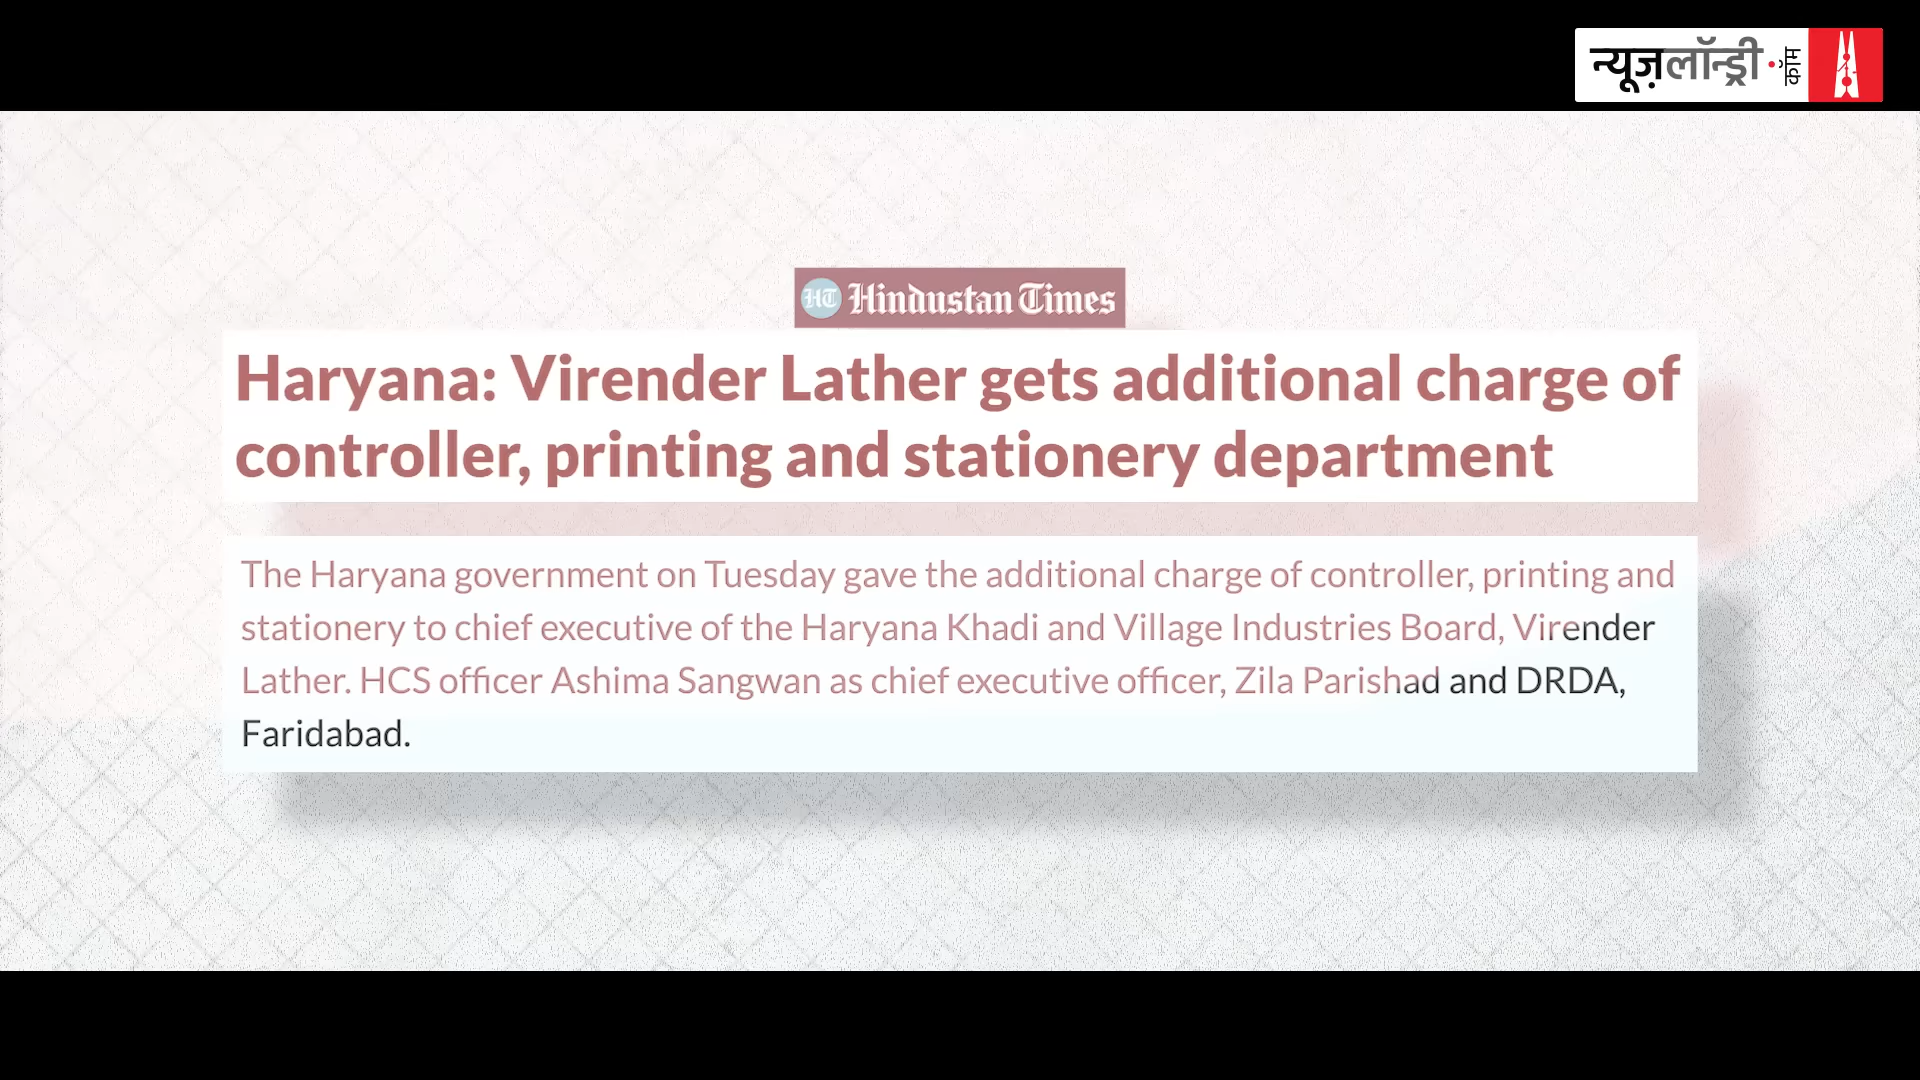 न्यूज़लॉन्ड्री.कॉम
HT Hindustan Times
Haryana: Virender Lather gets additional charge of
controller, printing and stationery department
The Haryana government on Tuesday gave the additional charge of controller, printing and
stationery to chief executive of the Haryana Khadi and Village Industries Board, Virender
Lather. HCS officer Ashima Sangwan as chief executive officer, Zila Parishad and DRDA,
Faridabad.